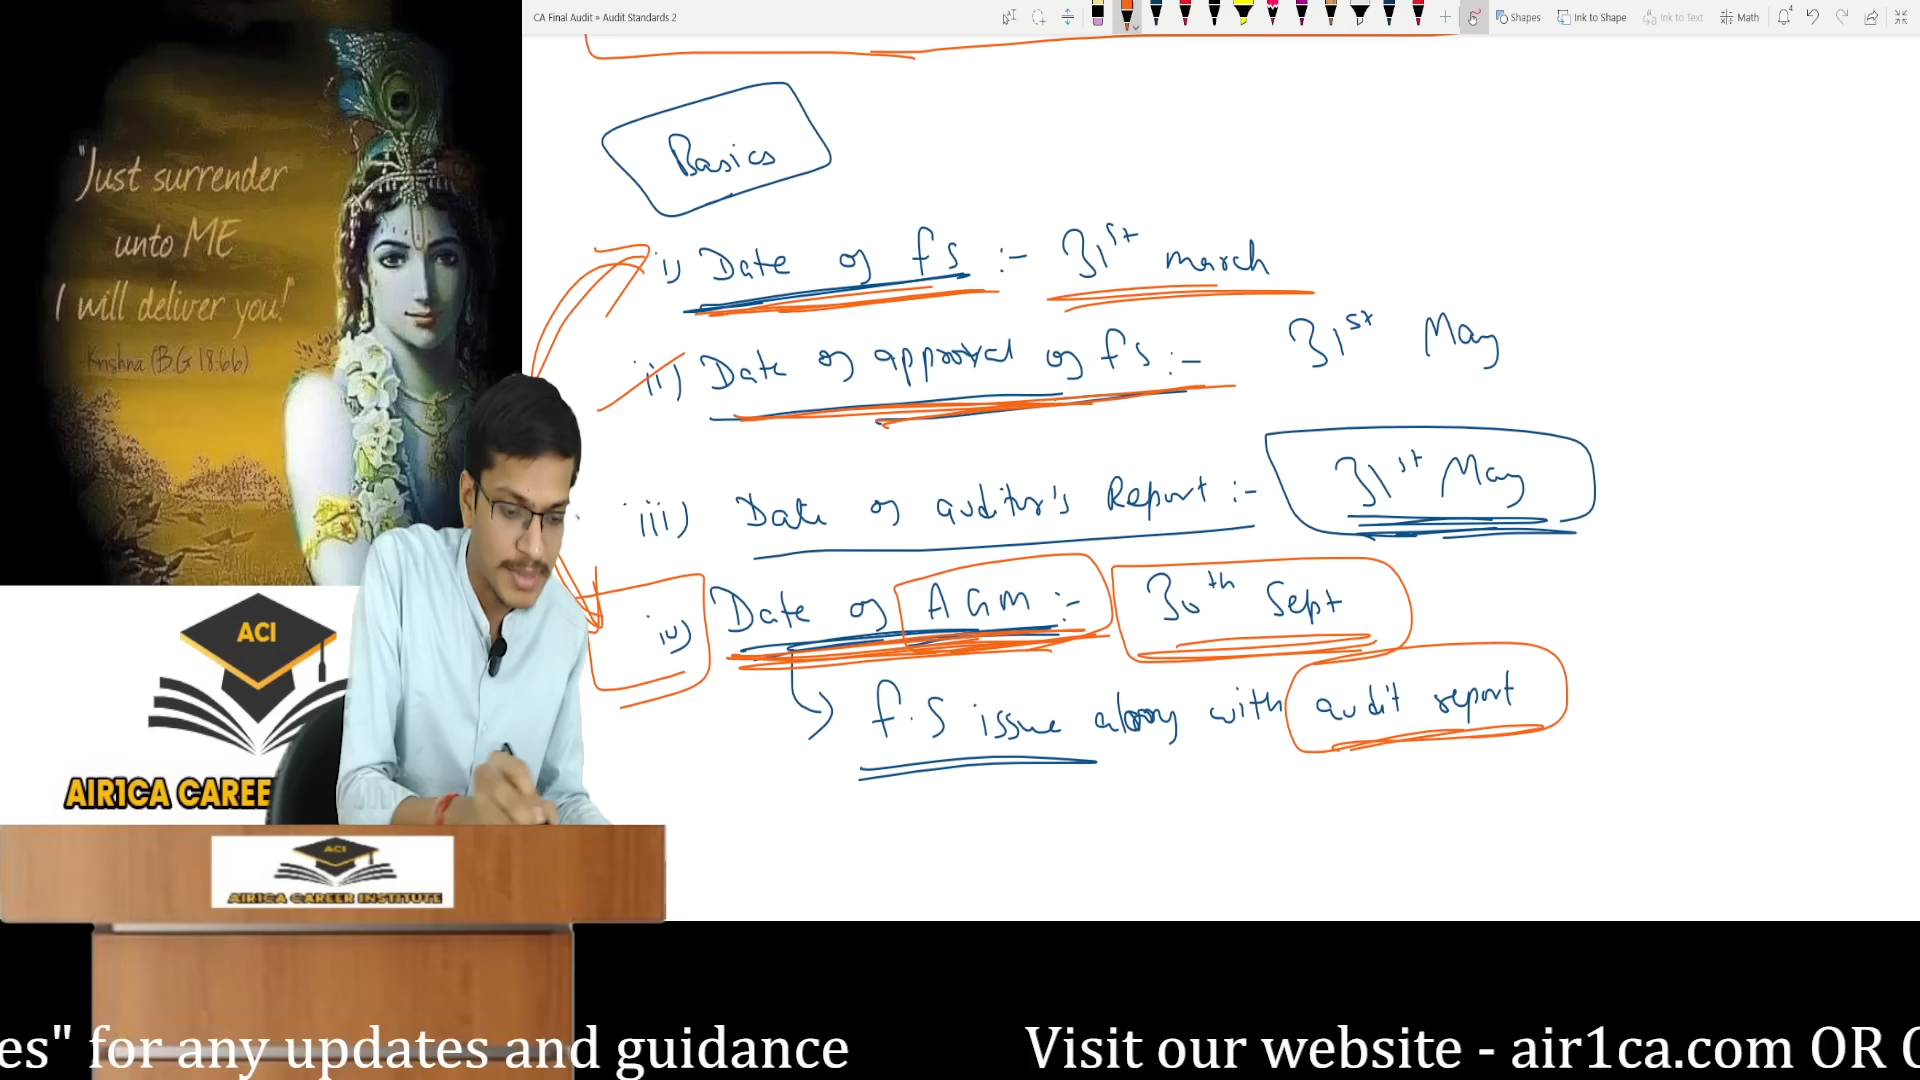 CA Final Audit » Audit Standards 2
Shapes
Ink to Shape
Ink to Text
Math
"Just surrender
unto ME
I will deliver you!"
- Krishna (B.G 18:66)
Basics
i) Date of fs :- 31st march
ii) Date of approval of fs :- 31st May
iii) Date of auditor's Report :- 31st May
iv) Date of AGM :- 30th Sept
f.s issue along with audit report
ACI
AIR1CA CAREE
ACI
AIR1CA CAREER INSTITUTE
es" for any updates and guidance
Visit our website - air1ca.com OR